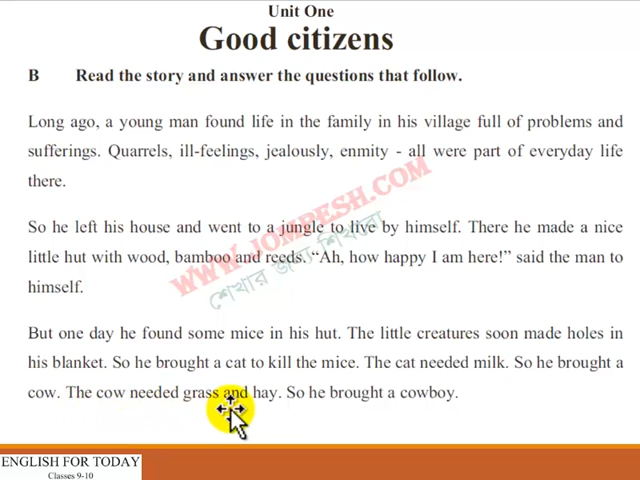 Unit One
Good citizens
B Read the story and answer the questions that follow.
Long ago, a young man found life in the family in his village full of problems and
sufferings. Quarrels, ill-feelings, jealously, enmity - all were part of everyday life
there.
So he left his house and went to a jungle to live by himself. There he made a nice
little hut with wood, bamboo and reeds. “Ah, how happy I am here!” said the man to
himself.
But one day he found some mice in his hut. The little creatures soon made holes in
his blanket. So he brought a cat to kill the mice. The cat needed milk. So he brought a
cow. The cow needed grass and hay. So he brought a cowboy.
WWW.JOMPESH.COM
শেখার জন্য শিখাই
ENGLISH FOR TODAY
Classes 9-10